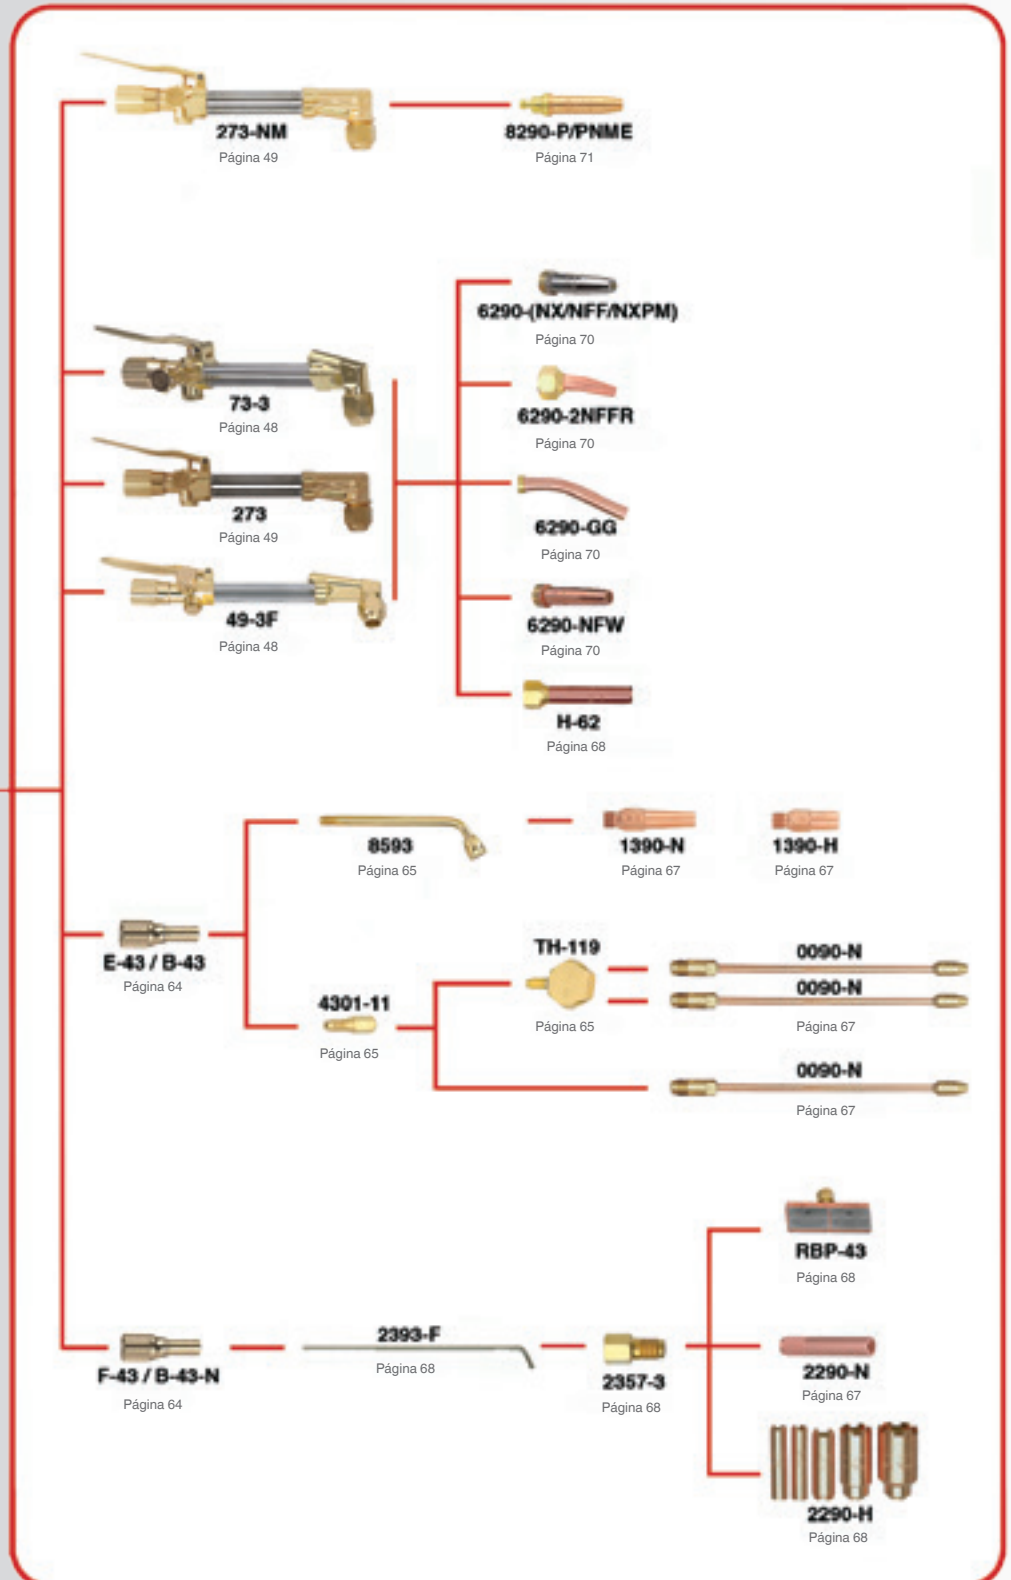 273-NM
Página 49
8290-P/PNME
Página 71
6290-(NX/NFF/NXPM)
Página 70
73-3
Página 48
6290-2NFFR
Página 70
273
Página 49
6290-GG
Página 70
49-3F
Página 48
6290-NFW
Página 70
H-62
Página 68
8593
Página 65
1390-N
Página 67
1390-H
Página 67
E-43 / B-43
Página 64
4301-11
Página 65
TH-119
Página 65
0090-N
0090-N
Página 67
0090-N
Página 67
RBP-43
Página 68
F-43 / B-43-N
Página 64
2393-F
Página 68
2357-3
Página 68
2290-N
Página 67
2290-H
Página 68